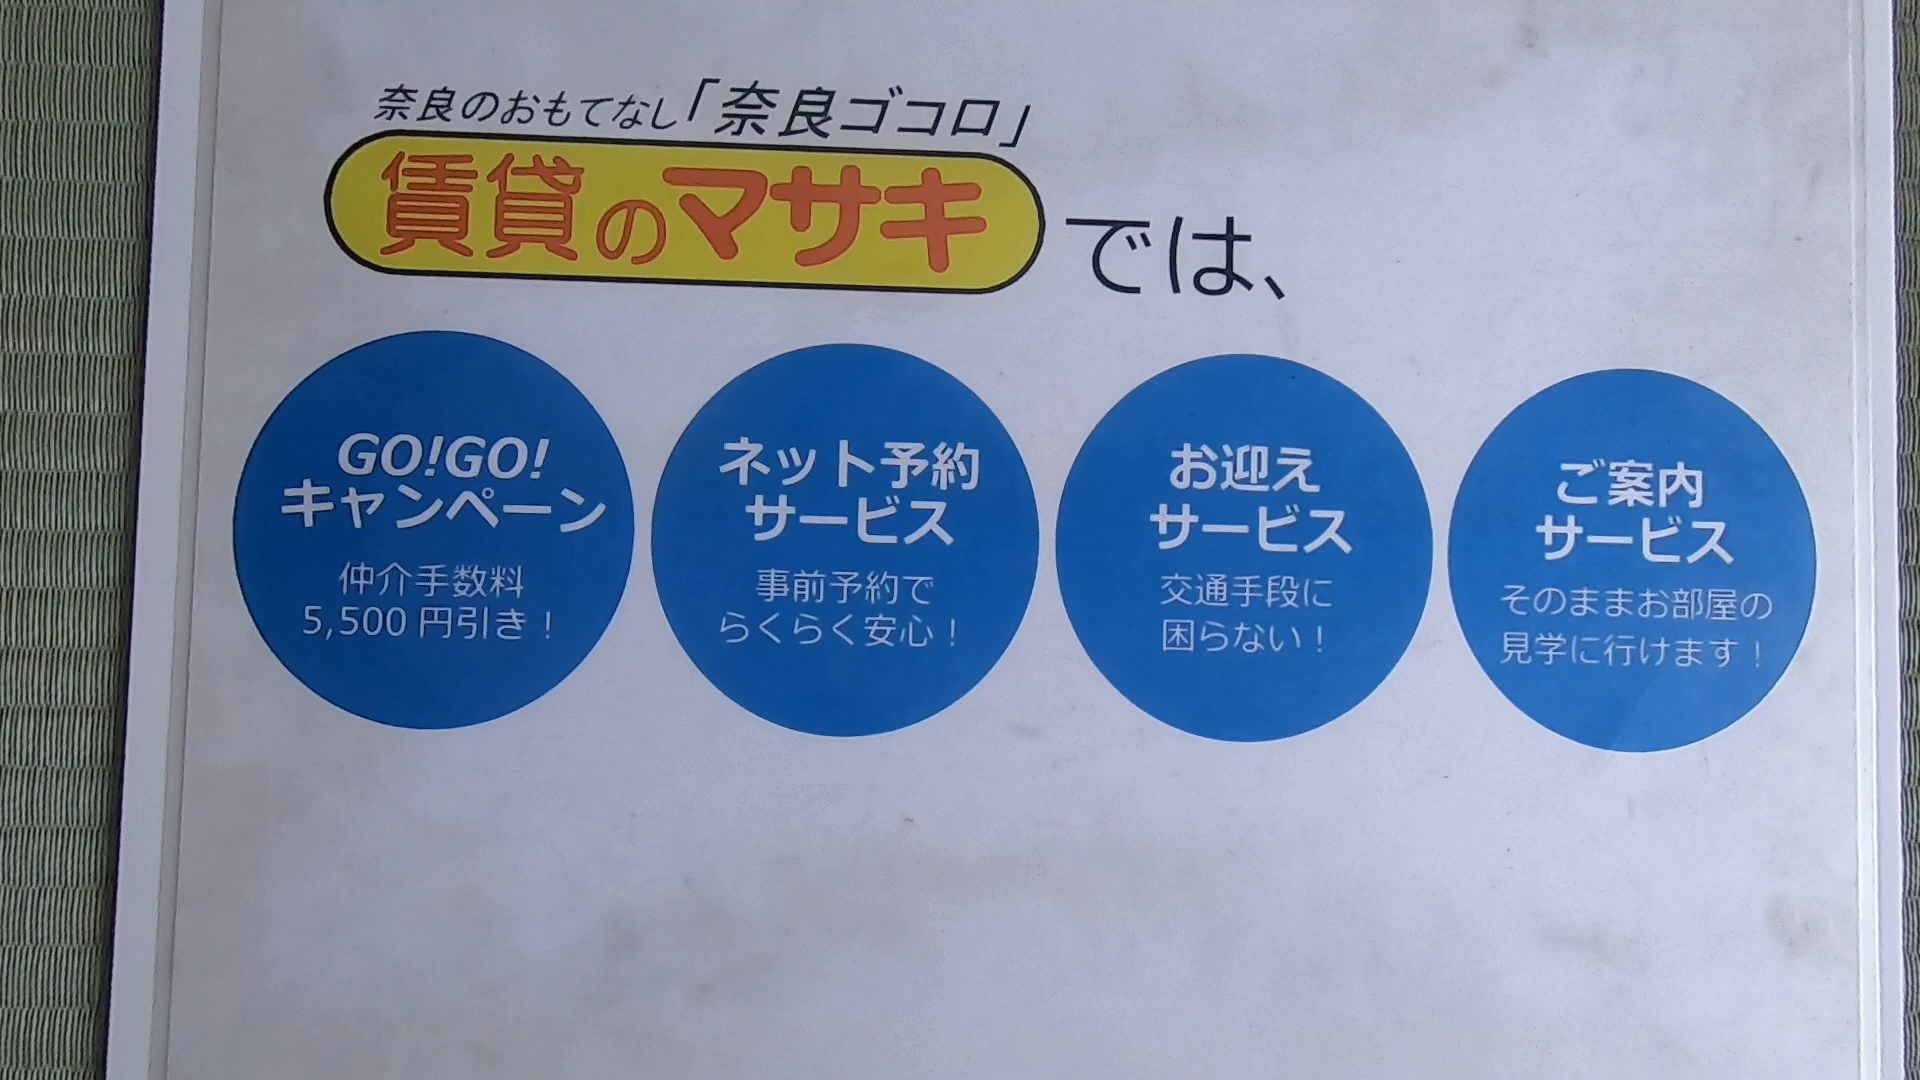 奈良のおもてなし「奈良ゴコロ」
賃貸のマサキでは、
GO!GO!
キャンペーン
仲介手数料
5,500 円引き！
ネット予約
サービス
事前予約で
らくらく安心！
お迎え
サービス
交通手段に
困らない！
ご案内
サービス
そのままお部屋の
見学に行けます！